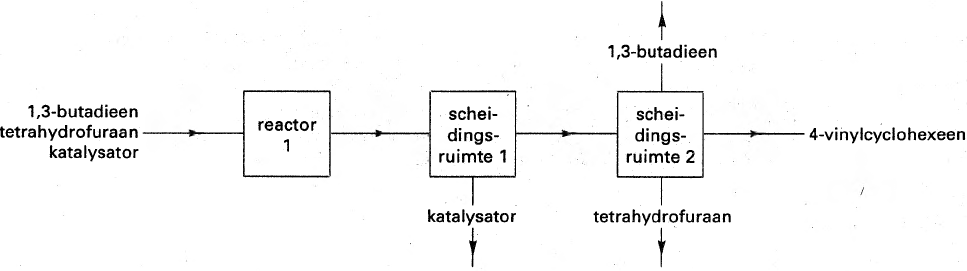 1,3-butadieen
1,3-butadieen
tetrahydrofuraan
katalysator
reactor
1
schei-
dings-
ruimte 1
schei-
dings-
ruimte 2
4-vinylcyclohexeen
katalysator
tetrahydrofuraan